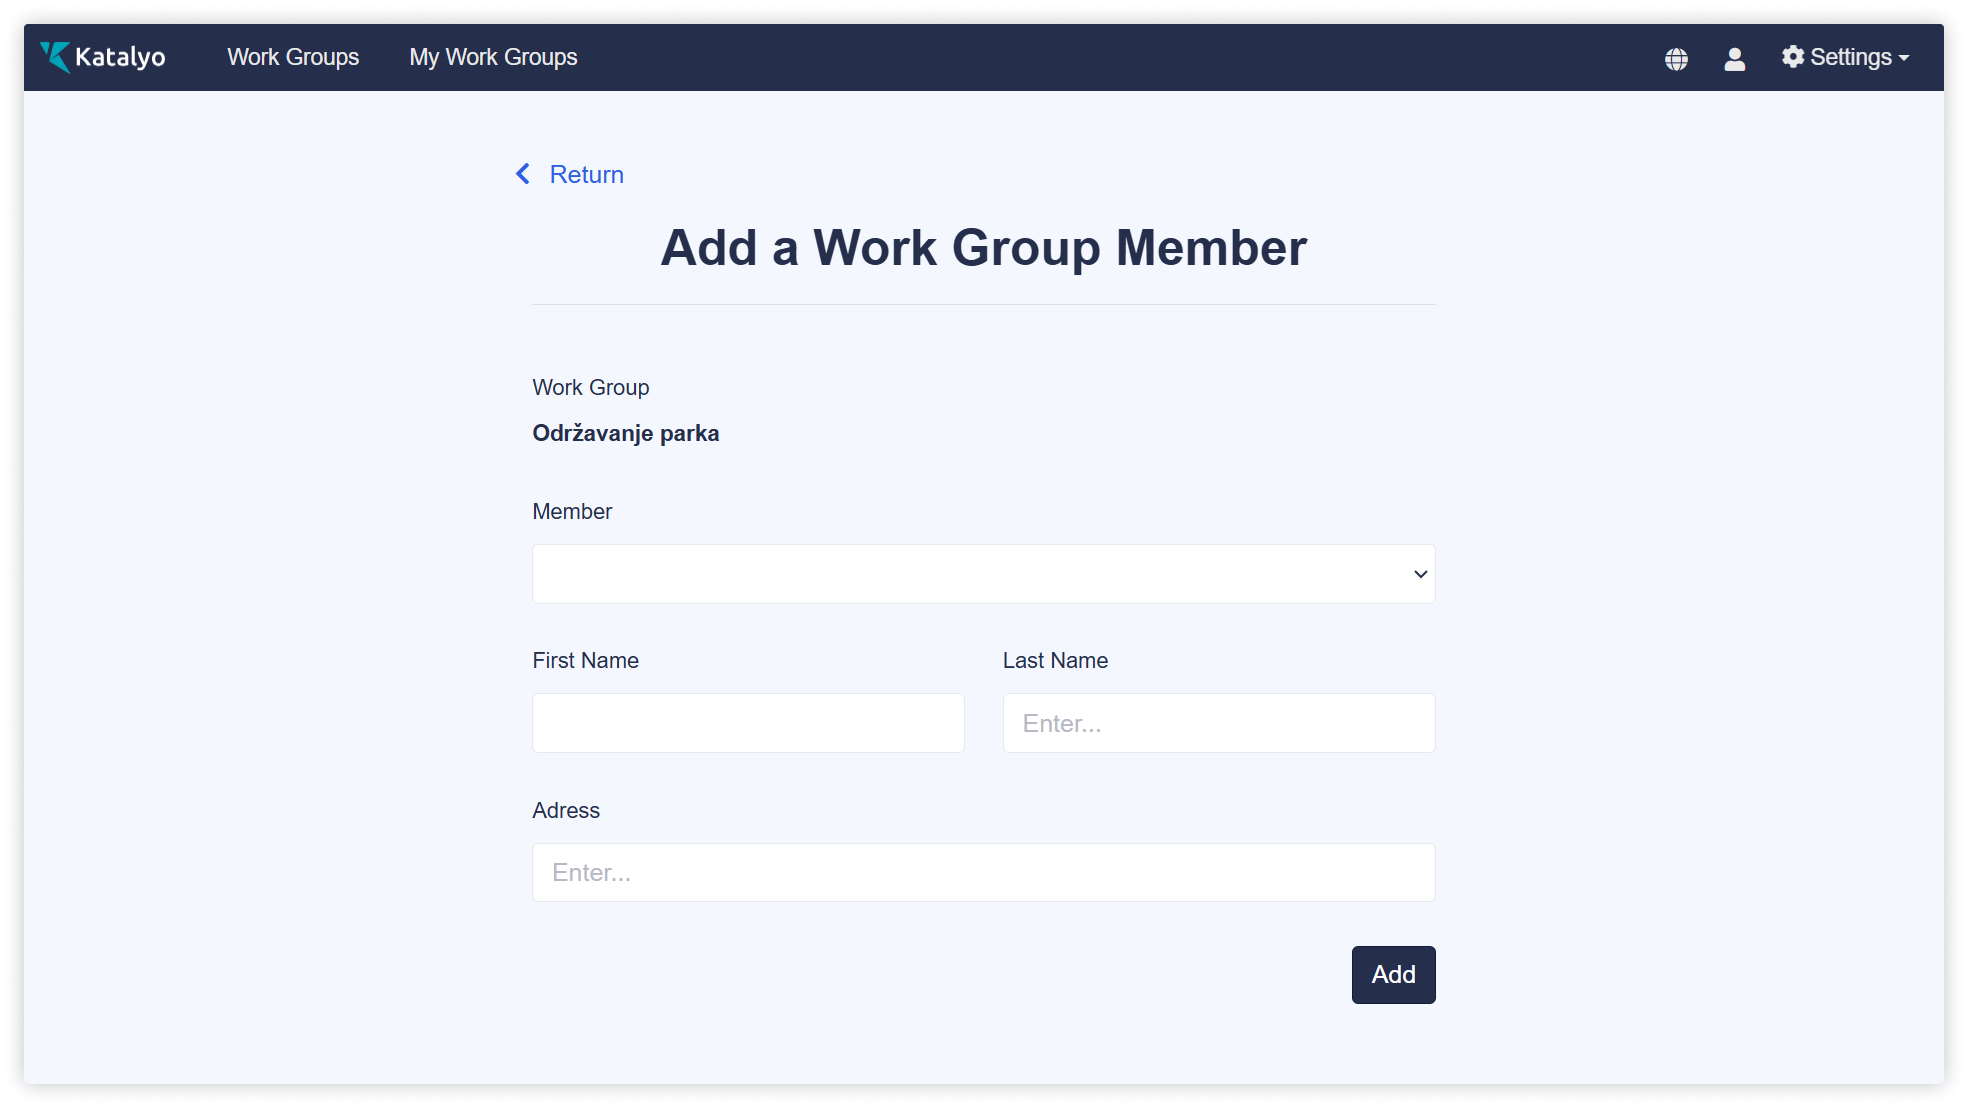 Katalyo Work Groups My Work Groups Settings
Return
Add a Work Group Member
Work Group
Održavanje parka
Member
First Name Last Name
Enter...
Adress
Enter...
Add